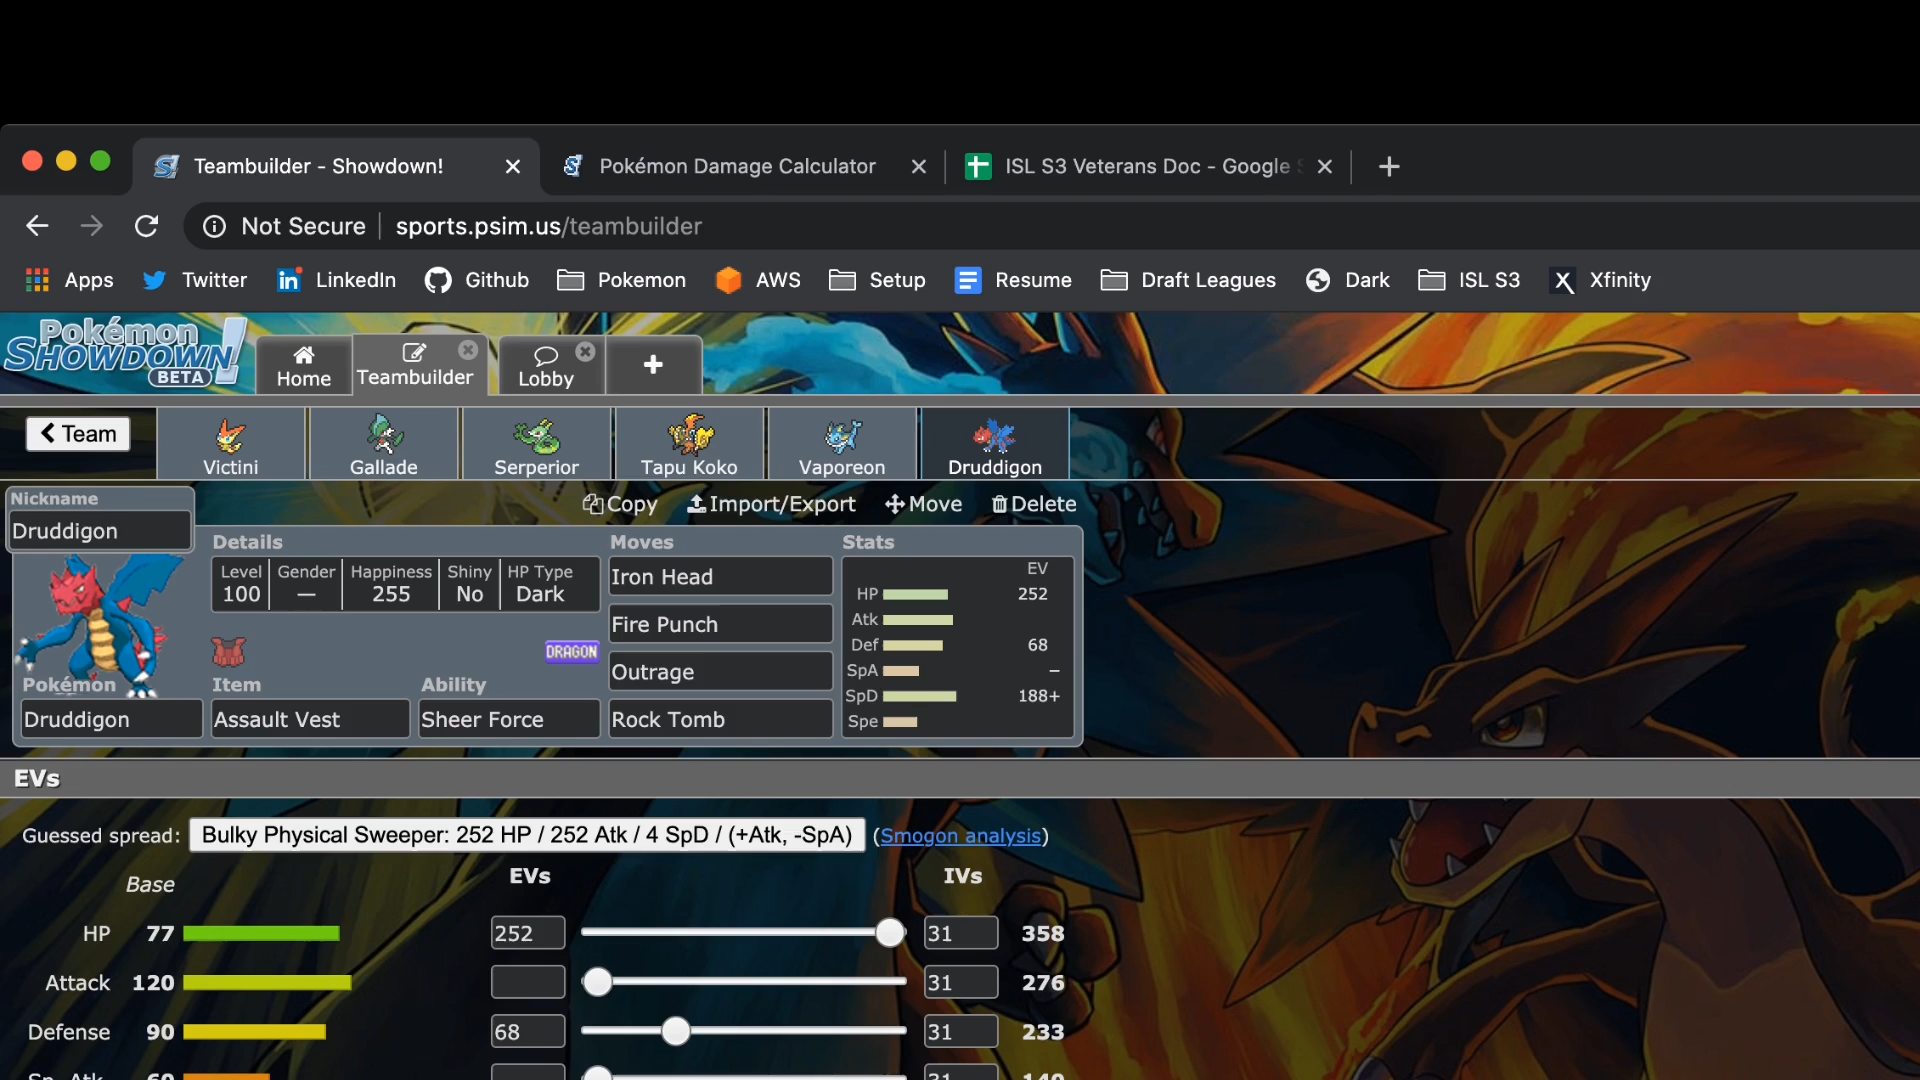 Teambuilder - Showdown!
Pokémon Damage Calculator
ISL S3 Veterans Doc - Google
Not Secure
sports.psim.us/teambuilder
Apps
Twitter
LinkedIn
Github
Pokemon
AWS
Setup
Resume
Draft Leagues
Dark
ISL S3
Xfinity
Pokémon
SHOWDOWN!
BETA
Home
Teambuilder
Lobby
Team
Victini
Gallade
Serperior
Tapu Koko
Vaporeon
Druddigon
Nickname
Copy
Import/Export
Move
Delete
Druddigon
Details
Moves
Stats
Level
Gender
Happiness
Shiny
HP Type
100
—
255
No
Dark
Iron Head
Fire Punch
Outrage
Rock Tomb
EV
HP 252
Atk
Def 68
SpA –
SpD 188+
Spe
DRAGON
Pokémon
Item
Ability
Druddigon
Assault Vest
Sheer Force
EVs
Guessed spread: Bulky Physical Sweeper: 252 HP / 252 Atk / 4 SpD / (+Atk, -SpA) (Smogon analysis)
Base EVs IVs
HP 77 252 31 358
Attack 120 31 276
Defense 90 68 31 233